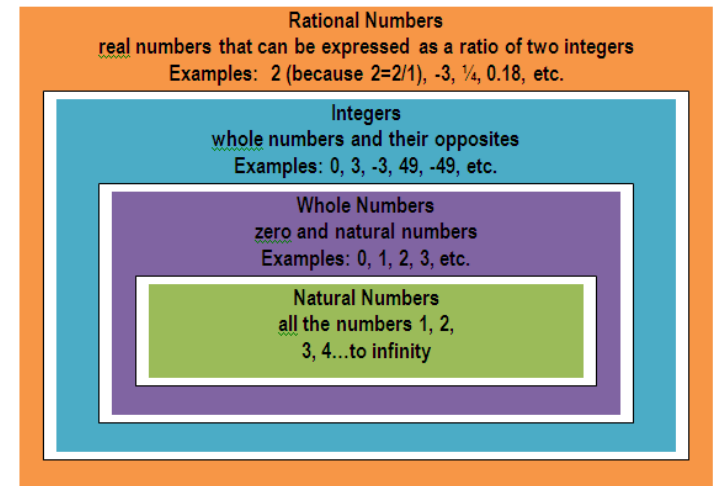 Rational Numbers
real numbers that can be expressed as a ratio of two integers
Examples: 2 (because 2=2/1), -3, ¼, 0.18, etc.
Integers
whole numbers and their opposites
Examples: 0, 3, -3, 49, -49, etc.
Whole Numbers
zero and natural numbers
Examples: 0, 1, 2, 3, etc.
Natural Numbers
all the numbers 1, 2,
3, 4...to infinity